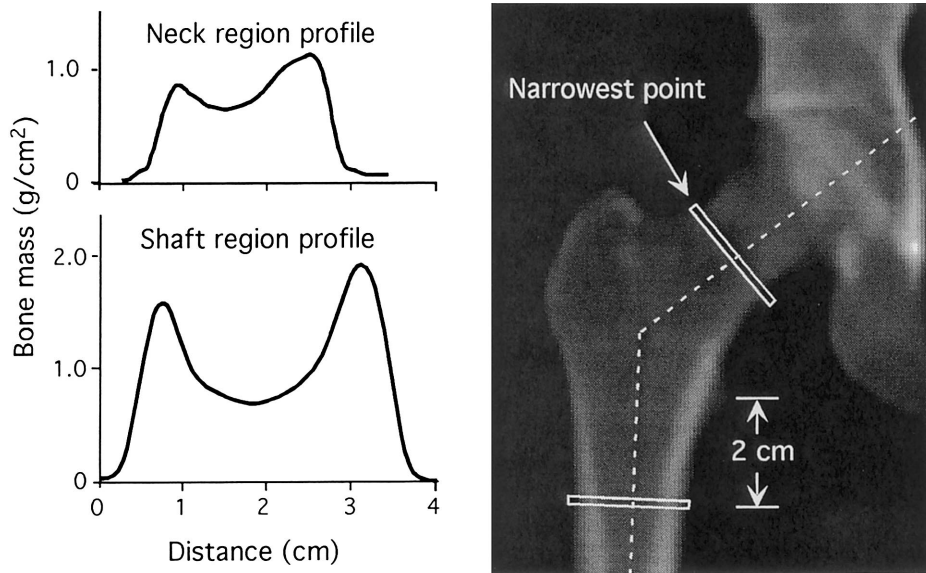 Neck region profile
1.0
0
Shaft region profile
2.0
1.0
0
0 1 2 3 4
Distance (cm)
Bone mass (g/cm²)
Narrowest point
2 cm